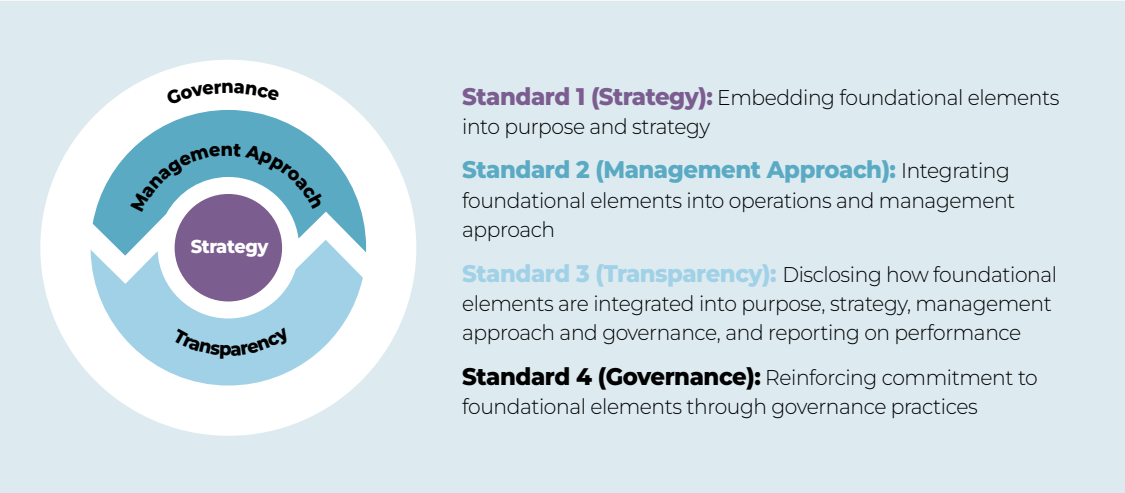 Governance
Management Approach
Strategy
Transparency
Standard 1 (Strategy): Embedding foundational elements
into purpose and strategy
Standard 2 (Management Approach): Integrating
foundational elements into operations and management
approach
Standard 3 (Transparency): Disclosing how foundational
elements are integrated into purpose, strategy, management
approach and governance, and reporting on performance
Standard 4 (Governance): Reinforcing commitment to
foundational elements through governance practices